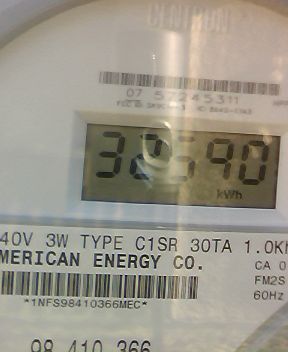 CENTRON
07 57245311
32590
kWh
40V 3W TYPE C1SR 30TA 1.0K
MERICAN ENERGY CO.
CA 0
FM2S
60Hz
*1NFS98410366MEC*
98 410 366